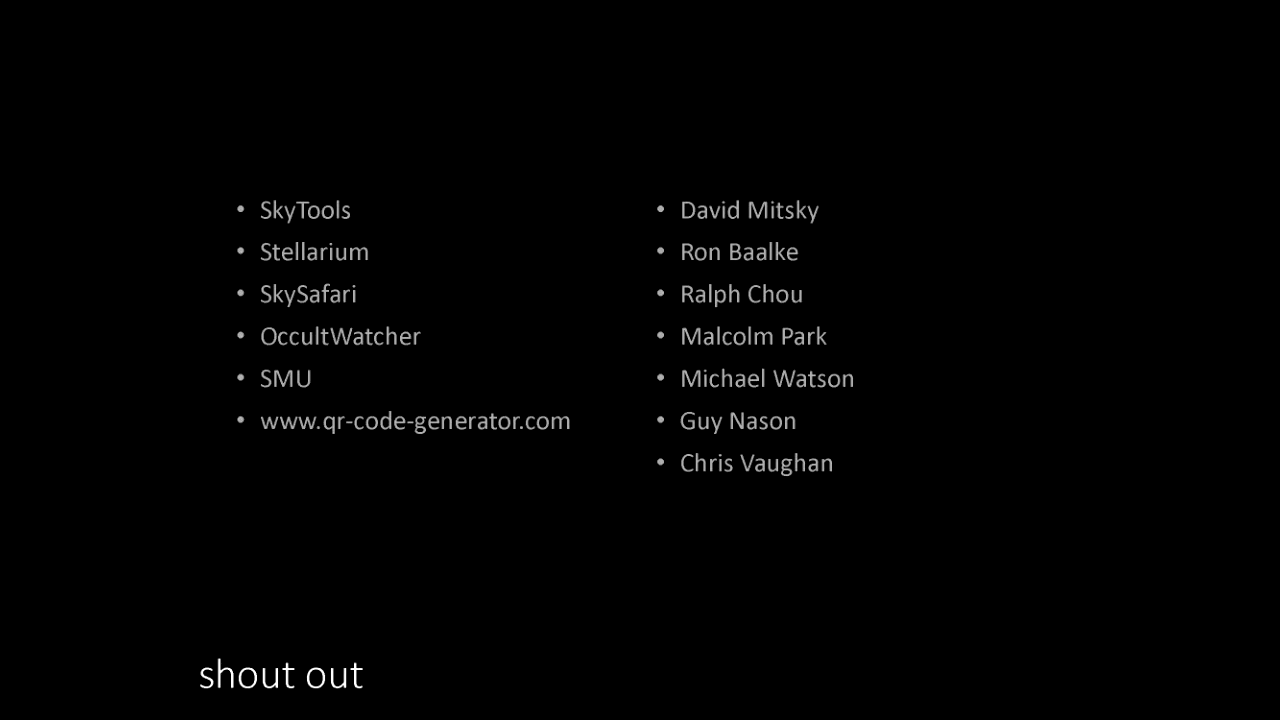 • SkyTools
• Stellarium
• SkySafari
• OccultWatcher
• SMU
• www.qr-code-generator.com
• David Mitsky
• Ron Baalke
• Ralph Chou
• Malcolm Park
• Michael Watson
• Guy Nason
• Chris Vaughan
shout out